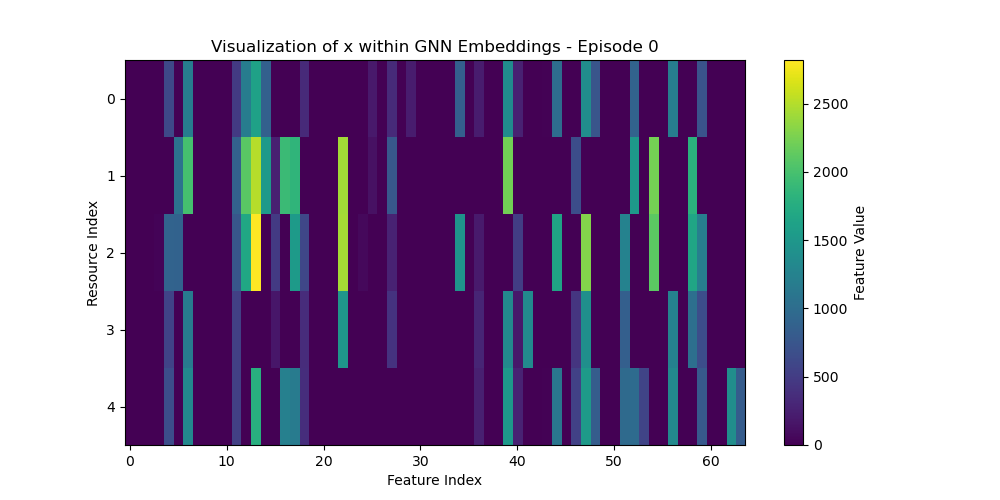 Visualization of x within GNN Embeddings - Episode 0
0
1
2
3
4
Resource Index
0 10 20 30 40 50 60
Feature Index
2500
2000
1500
1000
500
0
Feature Value